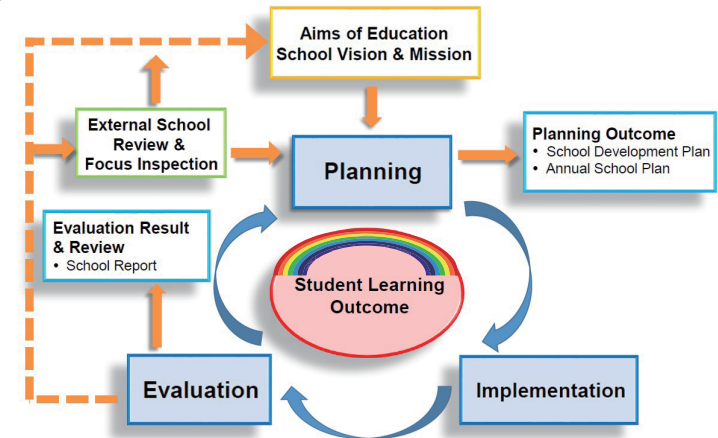 Aims of Education
School Vision & Mission
External School
Review &
Focus Inspection
Planning
Planning Outcome
• School Development Plan
• Annual School Plan
Evaluation Result
& Review
• School Report
Student Learning
Outcome
Evaluation
Implementation